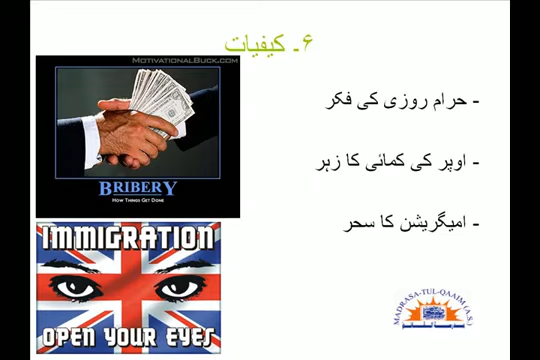 ۶۔ کیفیات
MOTIVATIONALBUCK.COM
BRIBERY
HOW THINGS GET DONE
- حرام روزی کی فکر
- اوپر کی کمائی کا زہر
- امیگریشن کا سحر
IMMIGRATION
OPEN YOUR EYES
MADRASA-TUL-QAAIM (A.S.)